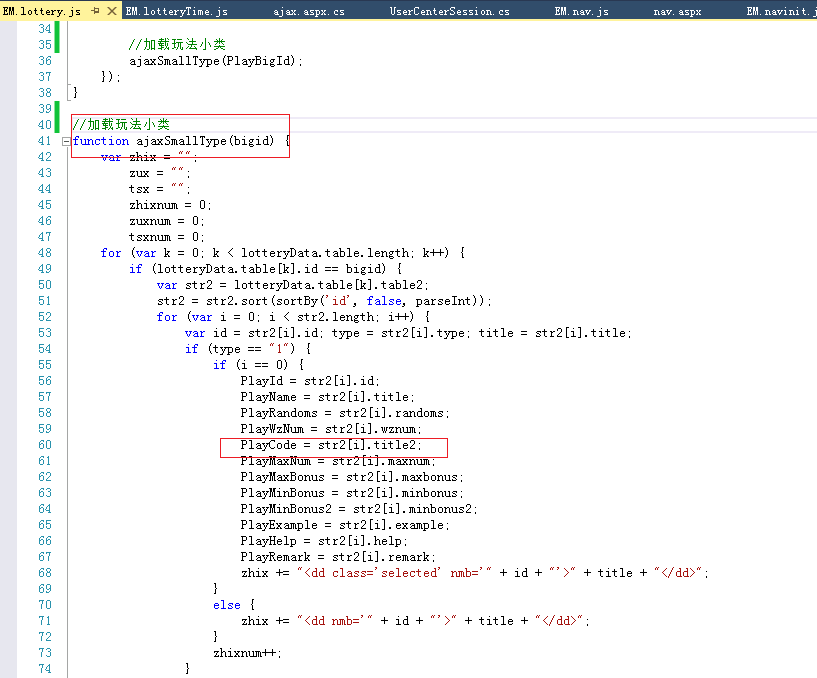 EM.lottery.js EM.lotteryTime.js ajax.aspx.cs UserCenterSession.cs EM.nav.js nav.aspx EM.navinit.j
34
35 //加载玩法小类
36 ajaxSmallType(PlayBigId);
37 });
38 }
39
40 //加载玩法小类
41 function ajaxSmallType(bigid) {
42 var zhix = "";
43 zux = "";
44 tsx = "";
45 zhixnum = 0;
46 zuxnum = 0;
47 tsxnum = 0;
48 for (var k = 0; k < lotteryData.table.length; k++) {
49 if (lotteryData.table[k].id == bigid) {
50 var str2 = lotteryData.table[k].table2;
51 str2 = str2.sort(sortBy('id', false, parseInt));
52 for (var i = 0; i < str2.length; i++) {
53 var id = str2[i].id; type = str2[i].type; title = str2[i].title;
54 if (type == "1") {
55 if (i == 0) {
56 PlayId = str2[i].id;
57 PlayName = str2[i].title;
58 PlayRandoms = str2[i].randoms;
59 PlayWzNum = str2[i].wznum;
60 PlayCode = str2[i].title2;
61 PlayMaxNum = str2[i].maxnum;
62 PlayMaxBonus = str2[i].maxbonus;
63 PlayMinBonus = str2[i].minbonus;
64 PlayMinBonus2 = str2[i].minbonus2;
65 PlayExample = str2[i].example;
66 PlayHelp = str2[i].help;
67 PlayRemark = str2[i].remark;
68 zhix += "<dd class='selected' nmb='" + id + "'>" + title + "</dd>";
69 }
70 else {
71 zhix += "<dd nmb='" + id + "'>" + title + "</dd>";
72 }
73 zhixnum++;
74 }